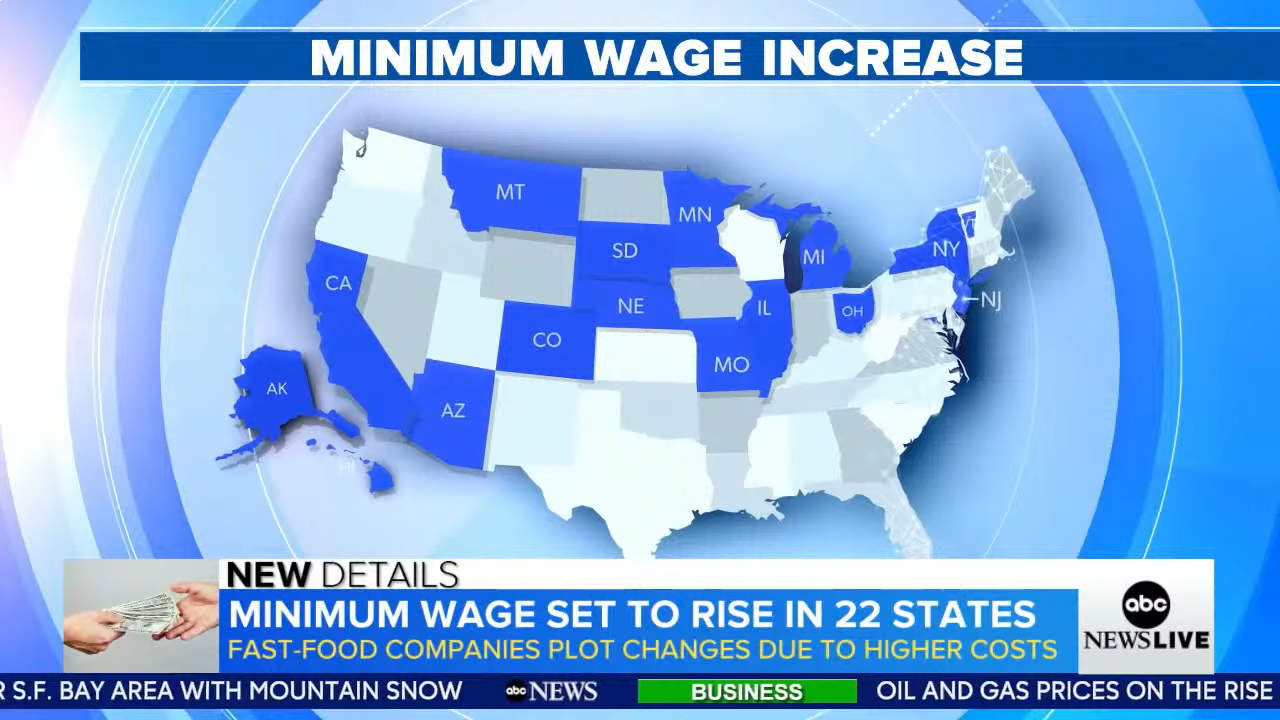 MINIMUM WAGE INCREASE
MT
MN
SD
MI
VT
NY
CA
NE
IL
OH
NJ
CO
MO
AK
AZ
HI
NEW DETAILS
MINIMUM WAGE SET TO RISE IN 22 STATES
FAST-FOOD COMPANIES PLOT CHANGES DUE TO HIGHER COSTS
abc
NEWSLIVE
R S.F. BAY AREA WITH MOUNTAIN SNOW abc NEWS BUSINESS OIL AND GAS PRICES ON THE RISE